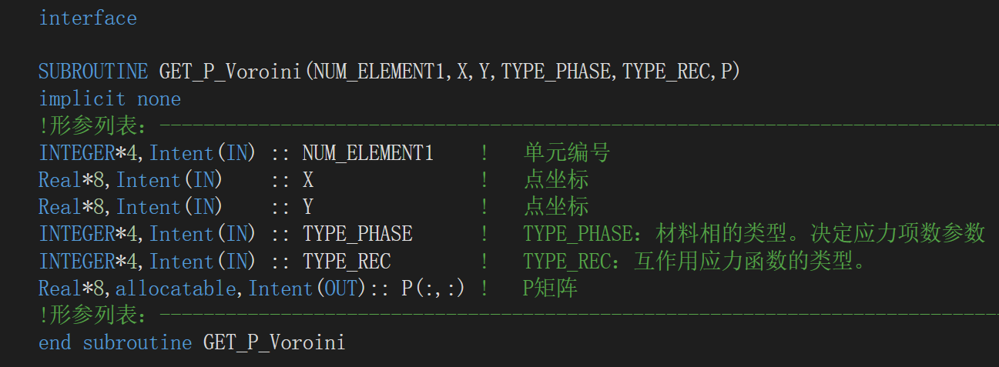 interface
SUBROUTINE GET_P_Voroini(NUM_ELEMENT1,X,Y,TYPE_PHASE,TYPE_REC,P)
implicit none
!形参列表：------------------------------------------------------------------------------
INTEGER*4,Intent(IN) :: NUM_ELEMENT1    !   单元编号
Real*8,Intent(IN)    :: X               !   点坐标
Real*8,Intent(IN)    :: Y               !   点坐标
INTEGER*4,Intent(IN) :: TYPE_PHASE      !   TYPE_PHASE：材料相的类型。决定应力项数参数
INTEGER*4,Intent(IN) :: TYPE_REC        !   TYPE_REC：互作用应力函数的类型。
Real*8,allocatable,Intent(OUT):: P(:,:) !   P矩阵
!形参列表：------------------------------------------------------------------------------
end subroutine GET_P_Voroini